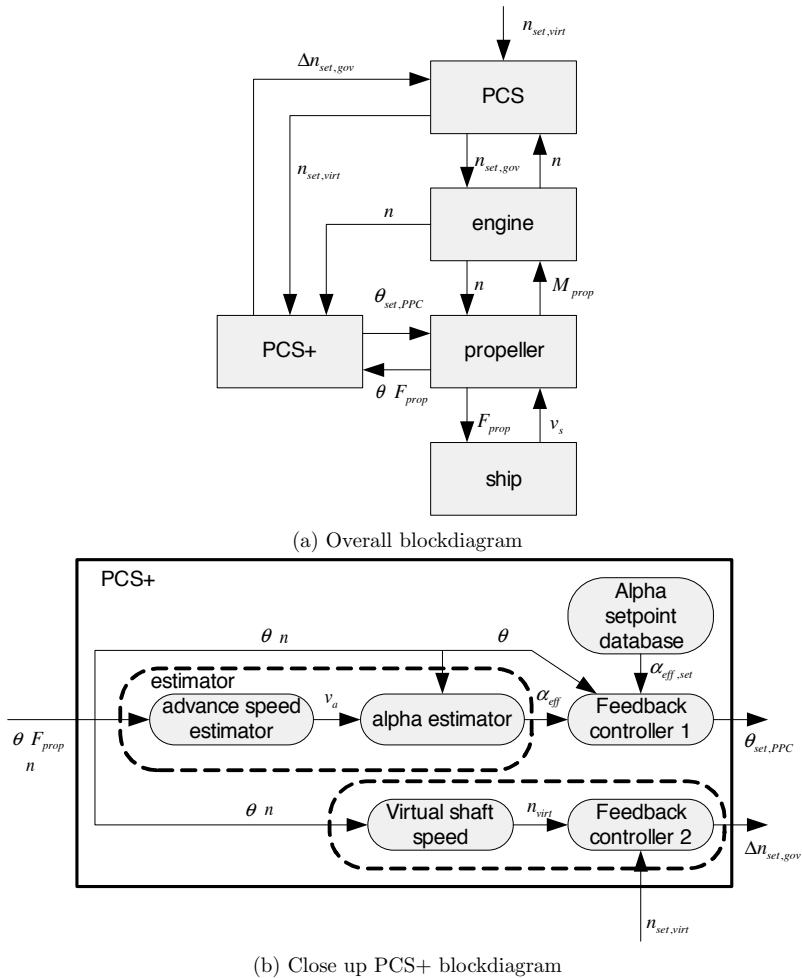 n_set,virt
Δn_set,gov
PCS
n_set,virt
n_set,gov
n
n
engine
n
M_prop
θ_set,PPC
PCS+
propeller
θ F_prop
F_prop
v_s
ship
(a) Overall blockdiagram
PCS+
Alpha
setpoint
database
θ n
θ
estimator
α_eff,set
advance speed
estimator
v_a
alpha estimator
α_eff
Feedback
controller 1
θ F_prop
n
θ_set,PPC
θ n
Virtual shaft
speed
n_virt
Feedback
controller 2
Δn_set,gov
n_set,virt
(b) Close up PCS+ blockdiagram